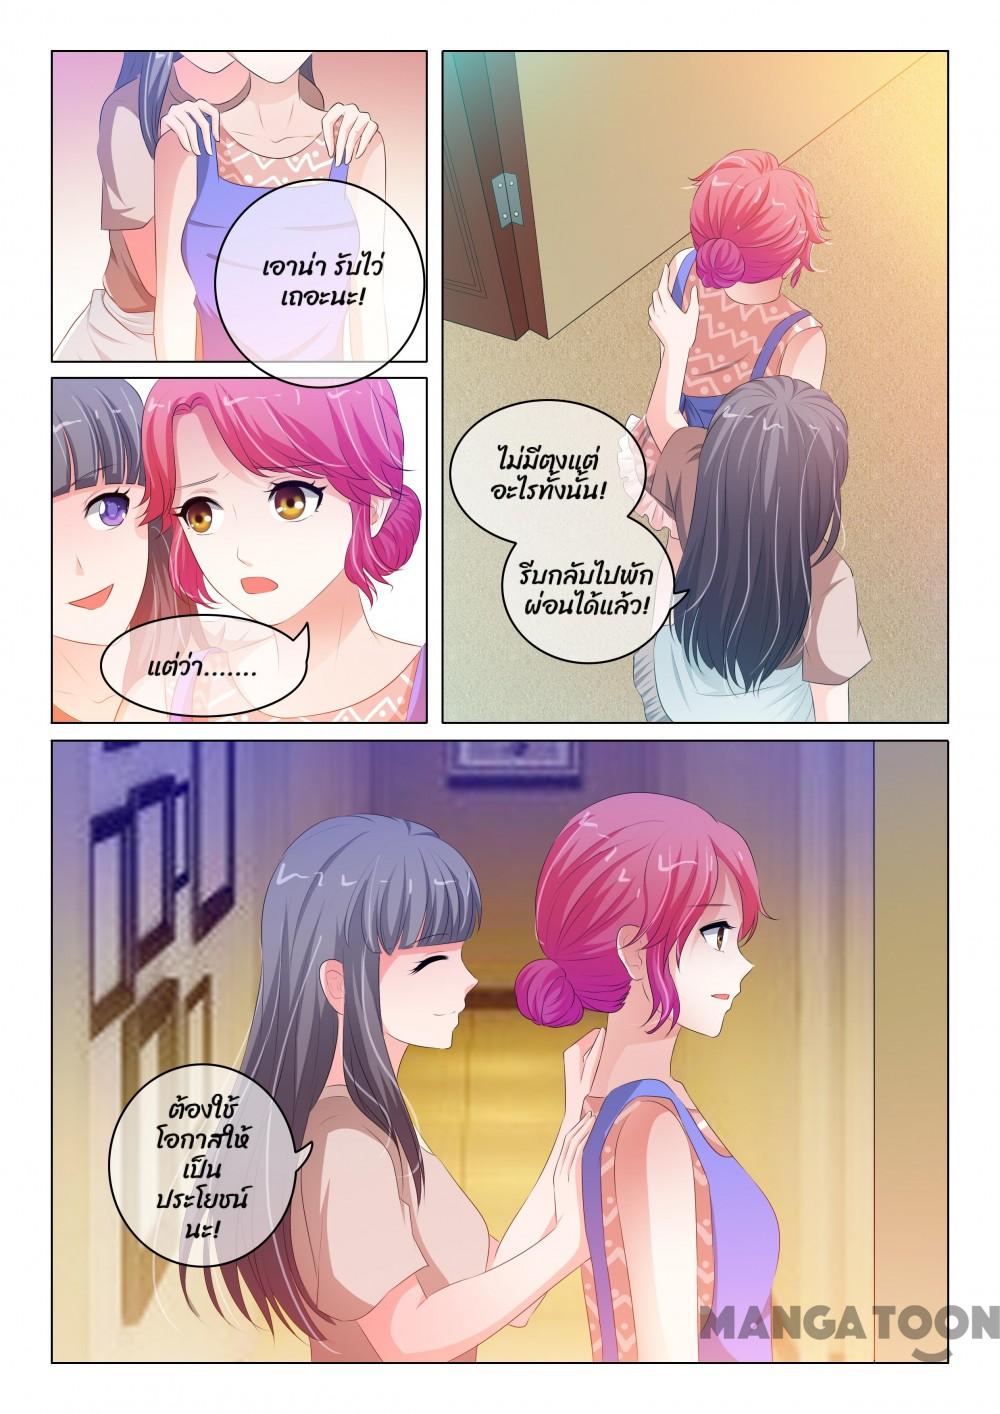 เอาน่า รับไว้
เถอะนะ!
แต่ว่า.......
ไม่มีตงแต่
อะไรทั้งนั้น!
รีบกลับไปพัก
ผ่อนได้แล้ว!
ต้องใช้
โอกาสให้
เป็น
ประโยชน์
นะ!
MANGATOON